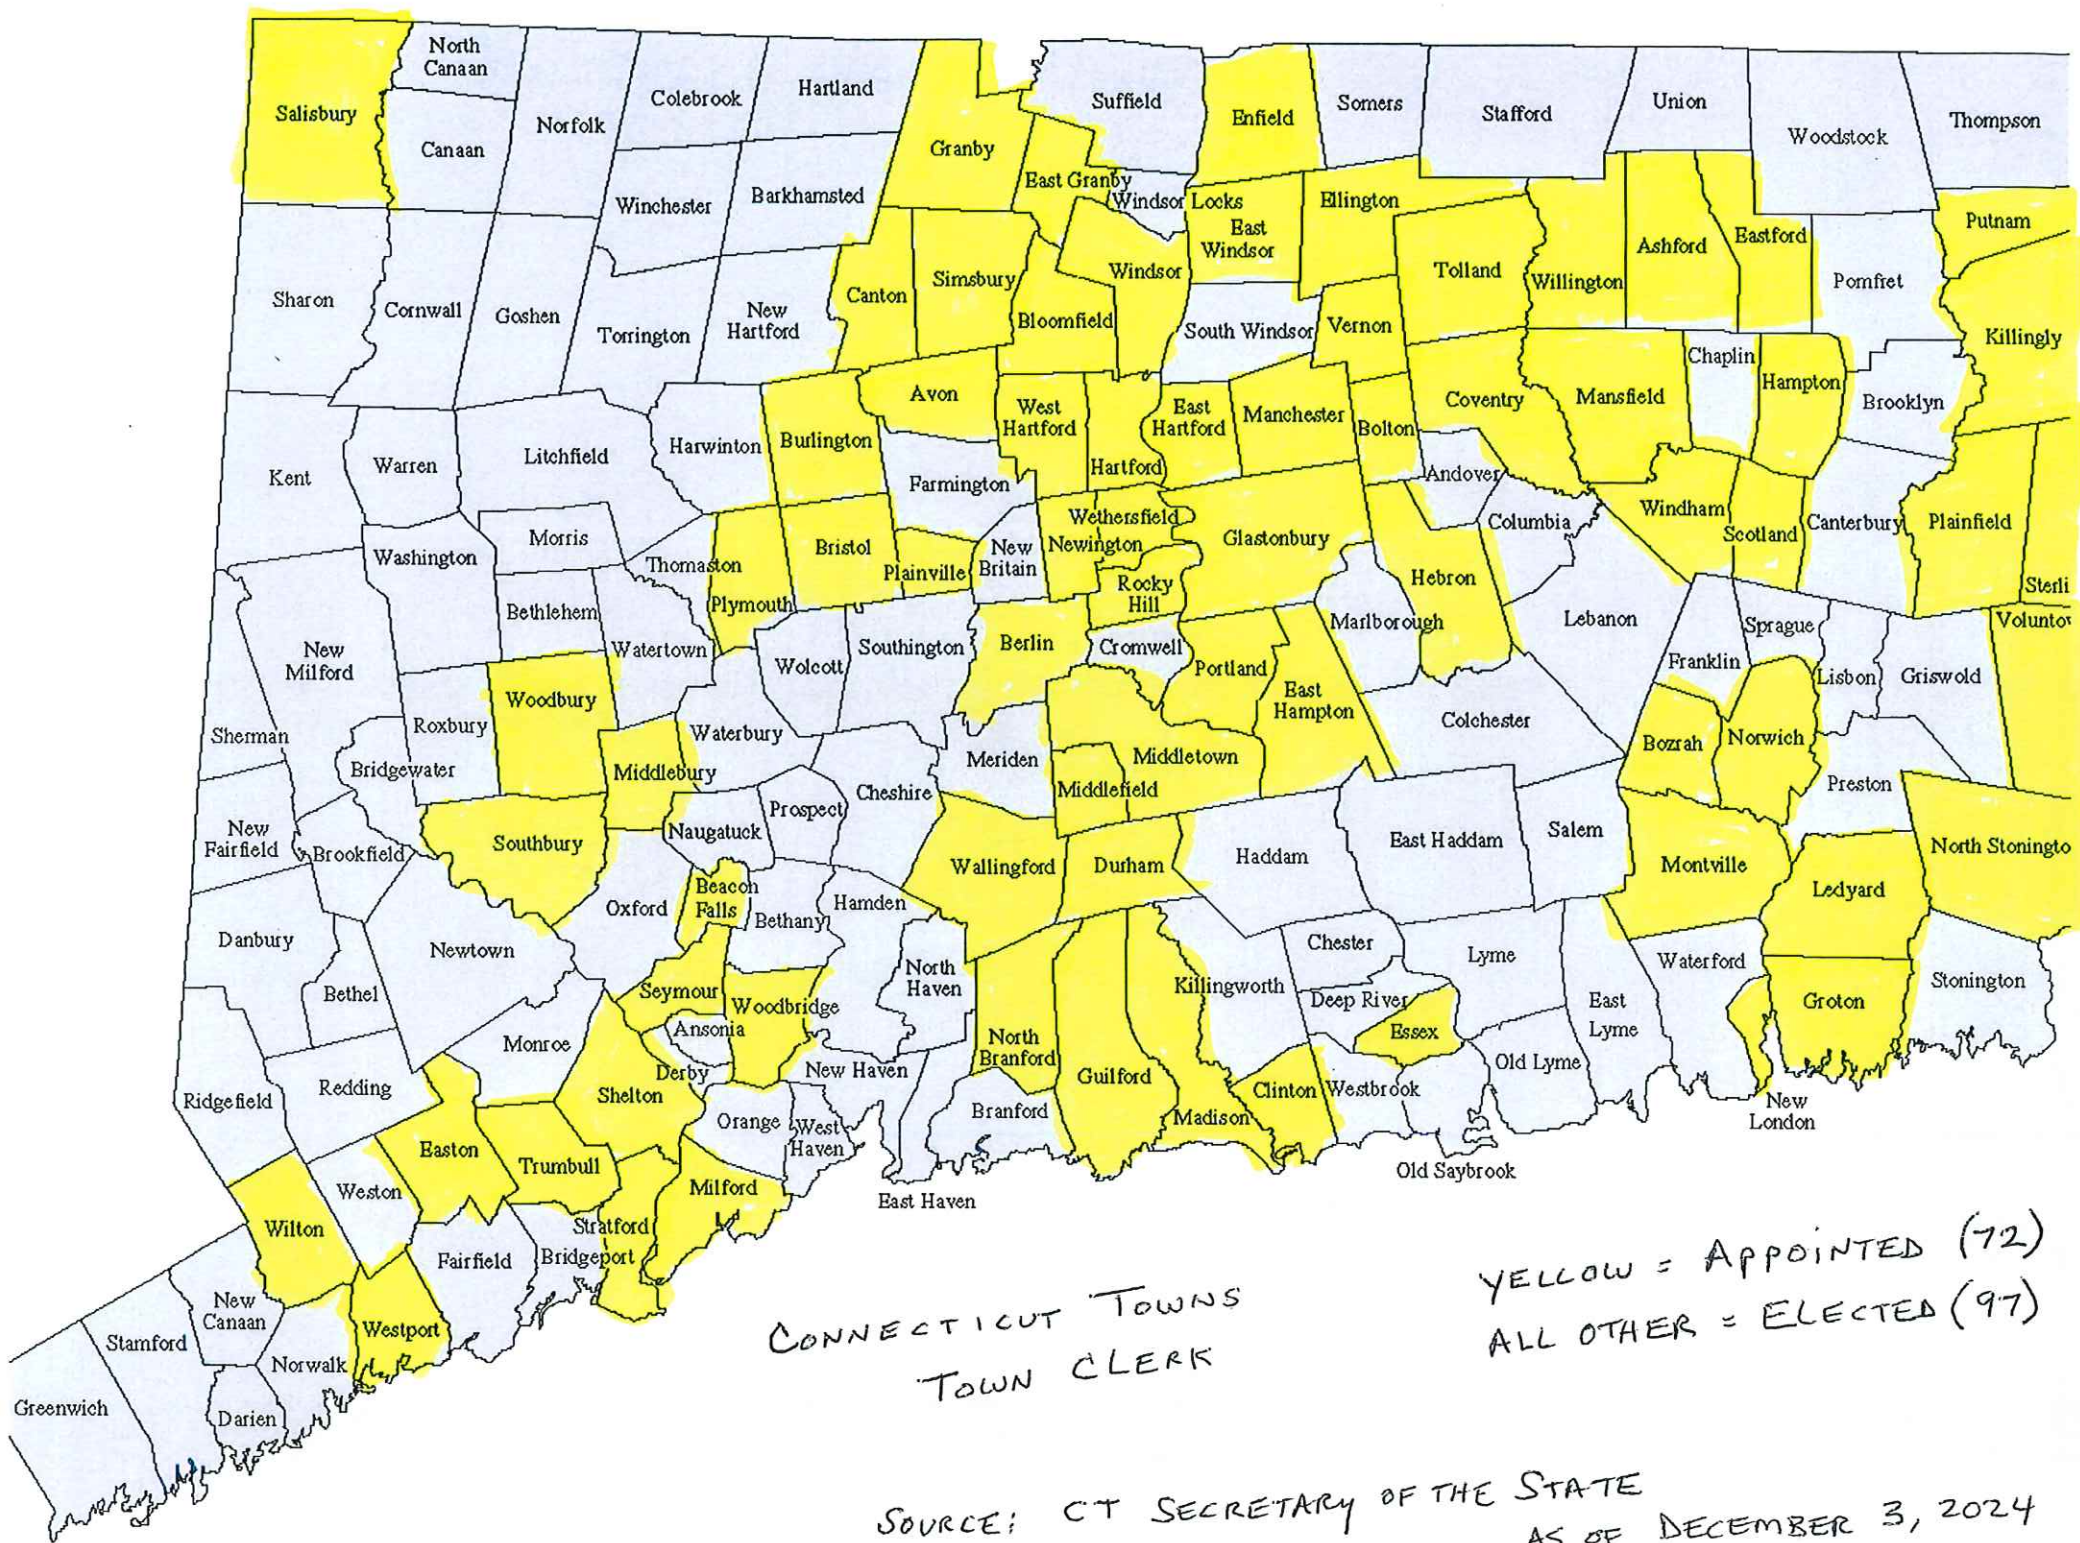 Salisbury
North
Canaan
Canaan
Norfolk
Colebrook
Hartland
Granby
Suffield
Enfield
Somers
Stafford
Union
Woodstock
Thompson
East Granby
Windsor Locks
Winchester
Barkhamsted
East
Windsor
Ellington
Putnam
Sharon
Cornwall
Goshen
Torrington
New
Hartford
Canton
Simsbury
Bloomfield
Windsor
South Windsor
Vernon
Tolland
Willington
Ashford
Eastford
Pomfret
Killingly
Chaplin
Hampton
Brooklyn
Kent
Warren
Litchfield
Harwinton
Burlington
Avon
Farmington
West
Hartford
Hartford
East
Hartford
Manchester
Bolton
Coventry
Mansfield
Andover
Columbia
Windham
Scotland
Canterbury
Plainfield
Sterli
Washington
Morris
Thomaston
Plymouth
Bristol
Plainville
New
Britain
Wethersfield
Newington
Rocky
Hill
Glastonbury
Hebron
Marlborough
Lebanon
Sprague
Franklin
Lisbon
Griswold
Voluntov
New
Milford
Bethlehem
Watertown
Wolcott
Southington
Berlin
Cromwell
Portland
East
Hampton
Colchester
Bozrah
Norwich
Preston
Sherman
Bridgewater
Roxbury
Woodbury
Middlebury
Waterbury
Meriden
Middletown
Middlefield
New
Fairfield
Brookfield
Southbury
Naugatuck
Prospect
Cheshire
Wallingford
Durham
Haddam
East Haddam
Salem
Montville
Ledyard
North Stoningto
Danbury
Bethel
Newtown
Oxford
Beacon
Falls
Bethany
Hamden
North
Haven
Killingworth
Chester
Deep River
Essex
Lyme
East
Lyme
Waterford
Groton
Stonington
Seymour
Woodbridge
Ansonia
Derby
New Haven
North
Branford
Guilford
Madison
Clinton
Westbrook
Old Lyme
New
London
Old Saybrook
Ridgefield
Redding
Monroe
Shelton
Orange
West
Haven
Branford
East Haven
Easton
Trumbull
Weston
Milford
Stratford
Bridgeport
Fairfield
Wilton
Westport
New
Canaan
Norwalk
Stamford
Darien
Greenwich
CONNECTICUT TOWNS
TOWN CLERK
YELLOW = APPOINTED (72)
ALL OTHER = ELECTED (97)
SOURCE: CT SECRETARY OF THE STATE
AS OF DECEMBER 3, 2024